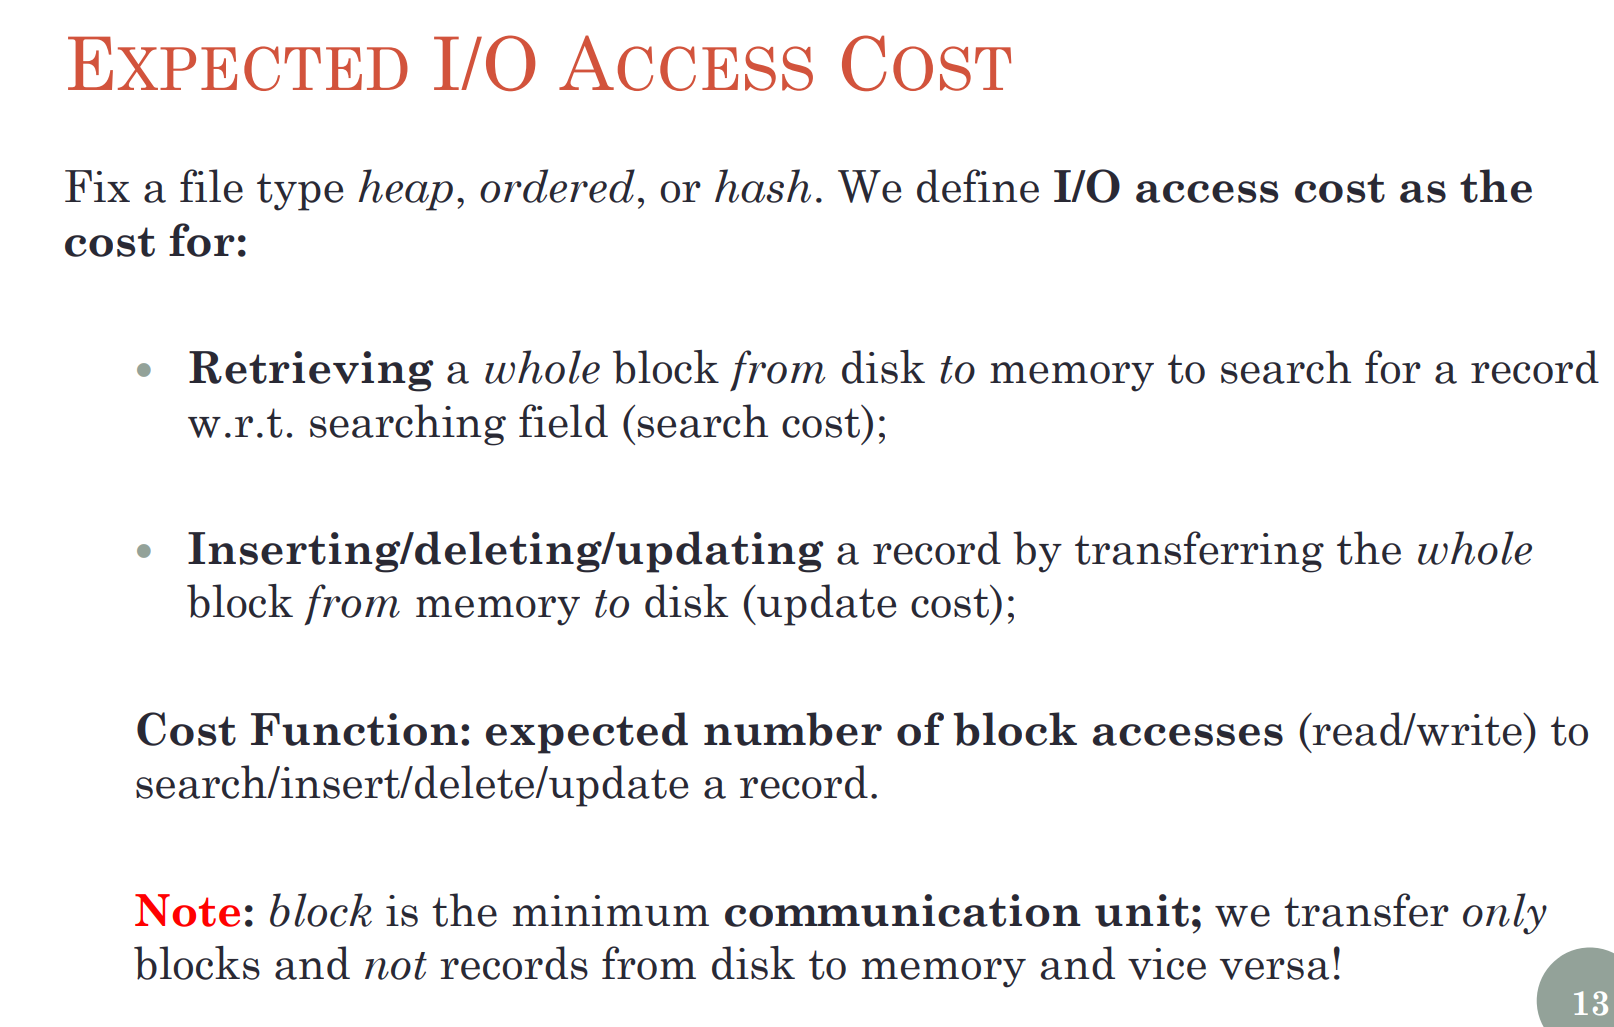 EXPECTED I/O ACCESS COST
Fix a file type heap, ordered, or hash. We define I/O access cost as the
cost for:
• Retrieving a whole block from disk to memory to search for a record
w.r.t. searching field (search cost);
• Inserting/deleting/updating a record by transferring the whole
block from memory to disk (update cost);
Cost Function: expected number of block accesses (read/write) to
search/insert/delete/update a record.
Note: block is the minimum communication unit; we transfer only
blocks and not records from disk to memory and vice versa!
13